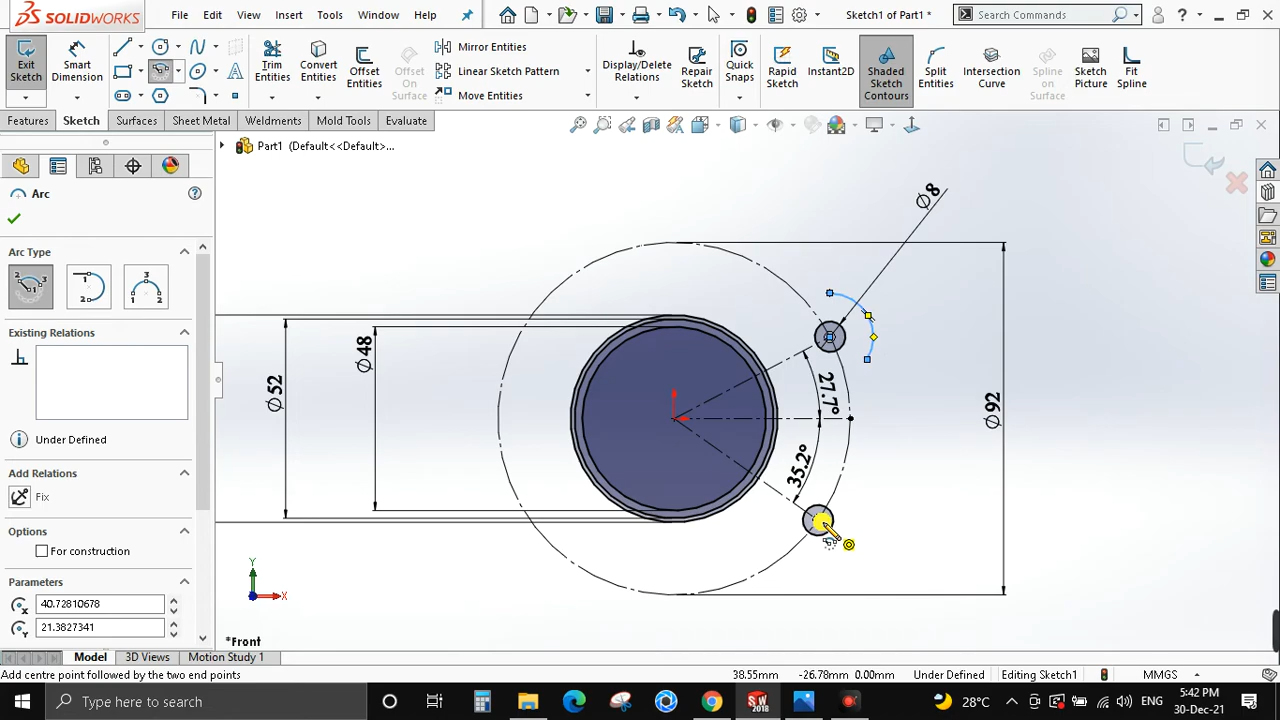 SOLIDWORKS
File
Edit
View
Insert
Tools
Window
Help
Sketch1 of Part1 *
Search Commands
Exit Sketch
Smart Dimension
Trim Entities
Convert Entities
Offset Entities
Offset On Surface
Mirror Entities
Linear Sketch Pattern
Move Entities
Display/Delete Relations
Repair Sketch
Quick Snaps
Rapid Sketch
Instant2D
Shaded Sketch Contours
Split Entities
Intersection Curve
Spline on Surface
Sketch Picture
Fit Spline
Features
Sketch
Surfaces
Sheet Metal
Weldments
Mold Tools
Evaluate
Part1 (Default<<Default>...
Arc
Arc Type
Existing Relations
Under Defined
Add Relations
Fix
Options
For construction
Parameters
40.72810678
21.3827341
∅8
∅52
∅48
27.7°
35.2°
∅92
Y
X
*Front
Model
3D Views
Motion Study 1
Add centre point followed by the two end points
38.55mm
-26.78mm 0.00mm
Under Defined
Editing Sketch1
MMGS
Type here to search
SW
2018
28°C
ENG
5:42 PM
30-Dec-21